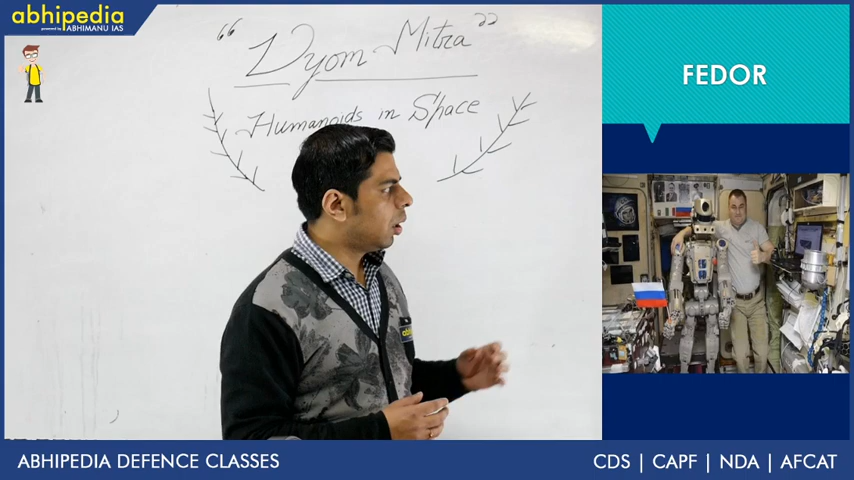 abhipedia
powered by ABHIMANU IAS
“Vyom Mitra”
Humanoids in Space
FEDOR
ABHIPEDIA DEFENCE CLASSES
CDS | CAPF | NDA | AFCAT